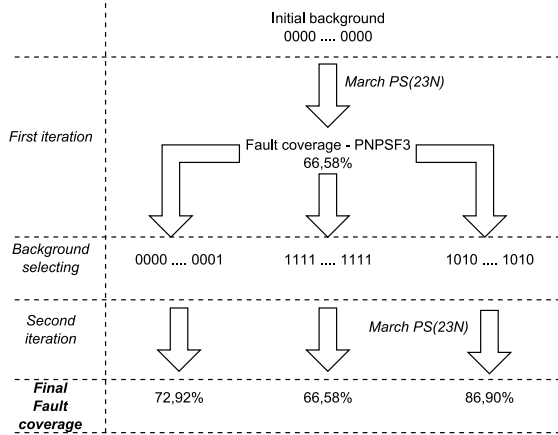 Initial background
0000 .... 0000
March PS(23N)
First iteration
Fault coverage - PNPSF3
66,58%
Background
selecting
0000 .... 0001
1111 .... 1111
1010 .... 1010
Second
iteration
March PS(23N)
Final
Fault
coverage
72,92%
66,58%
86,90%